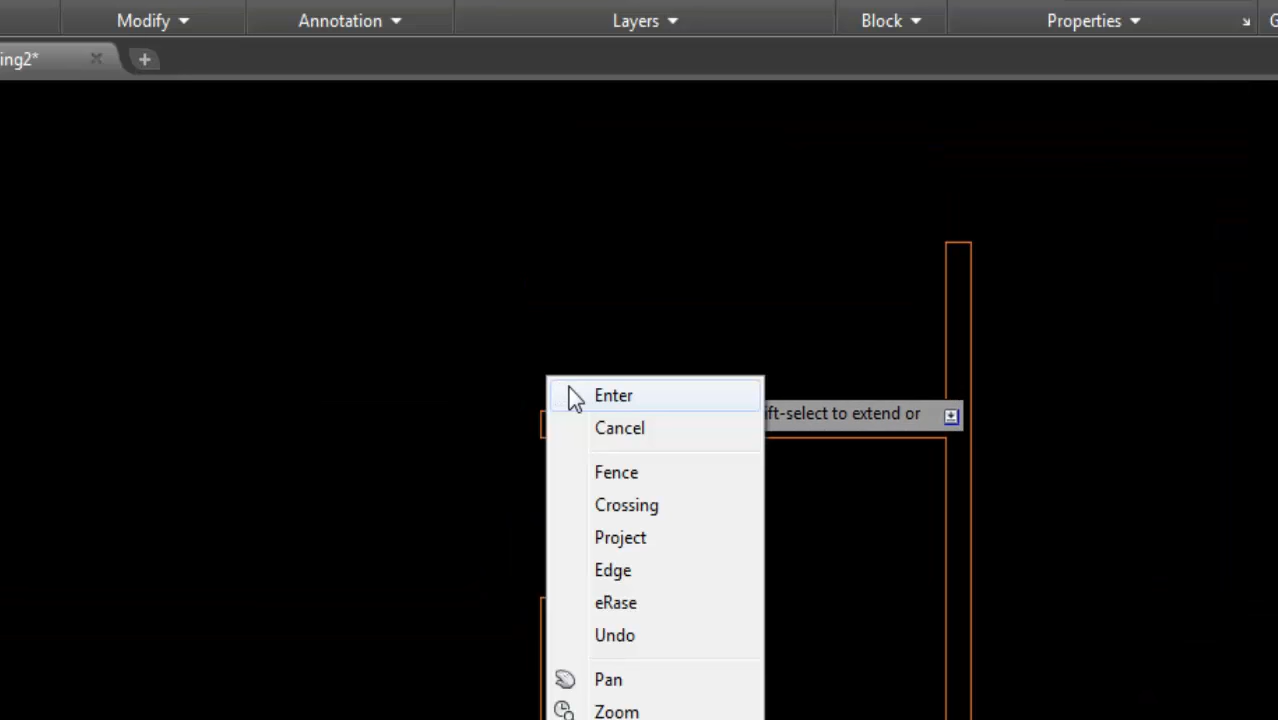 Modify Annotation Layers Block Properties
ing2*
Enter
ift-select to extend or
Cancel
Fence
Crossing
Project
Edge
eRase
Undo
Pan
Zoom